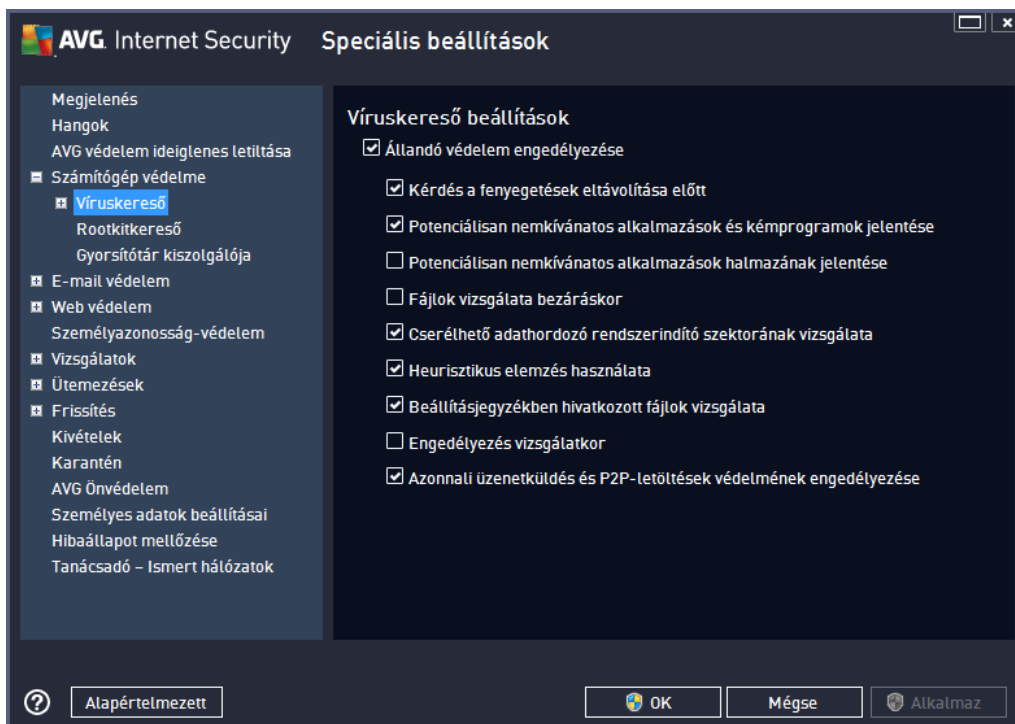 AVG. Internet Security Speciális beállítások
Megjelenés
Hangok
AVG védelem ideiglenes letiltása
Számítógép védelme
Víruskereső
Rootkitkereső
Gyorsítótár kiszolgálója
E-mail védelem
Web védelem
Személyazonosság-védelem
Vizsgálatok
Ütemezések
Frissítés
Kivételek
Karantén
AVG Önvédelem
Személyes adatok beállításai
Hibaállapot mellőzése
Tanácsadó – Ismert hálózatok
Víruskereső beállítások
Állandó védelem engedélyezése
Kérdés a fenyegetések eltávolítása előtt
Potenciálisan nemkívánatos alkalmazások és kémprogramok jelentése
Potenciálisan nemkívánatos alkalmazások halmazának jelentése
Fájlok vizsgálata bezáráskor
Cserélhető adathordozó rendszerindító szektorának vizsgálata
Heurisztikus elemzés használata
Beállításjegyzékben hivatkozott fájlok vizsgálata
Engedélyezés vizsgálatkor
Azonnali üzenetküldés és P2P-letöltések védelmének engedélyezése
? Alapértelmezett OK Mégse Alkalmaz